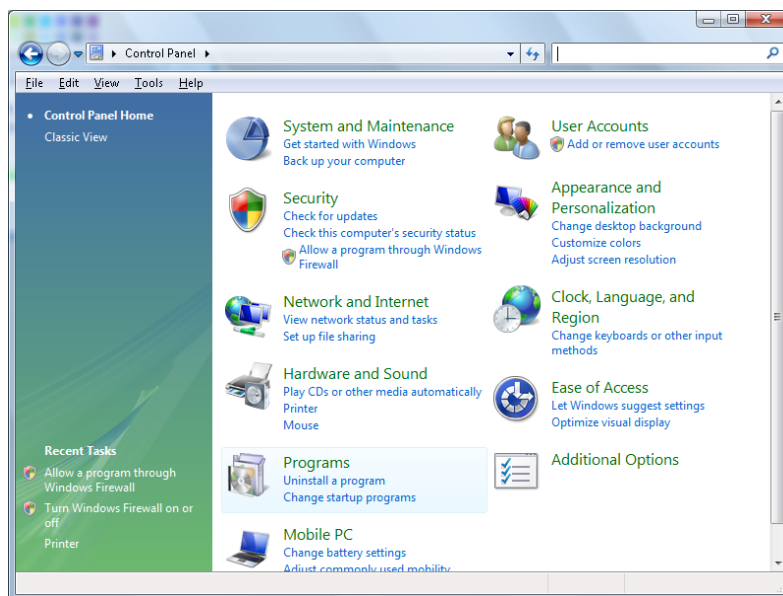 Control Panel
File Edit View Tools Help
Control Panel Home
Classic View
Recent Tasks
Allow a program through
Windows Firewall
Turn Windows Firewall on or
off
Printer
System and Maintenance
Get started with Windows
Back up your computer
Security
Check for updates
Check this computer's security status
Allow a program through Windows
Firewall
Network and Internet
View network status and tasks
Set up file sharing
Hardware and Sound
Play CDs or other media automatically
Printer
Mouse
Programs
Uninstall a program
Change startup programs
Mobile PC
Change battery settings
Adjust commonly used mobility
User Accounts
Add or remove user accounts
Appearance and
Personalization
Change desktop background
Customize colors
Adjust screen resolution
Clock, Language, and
Region
Change keyboards or other input
methods
Ease of Access
Let Windows suggest settings
Optimize visual display
Additional Options